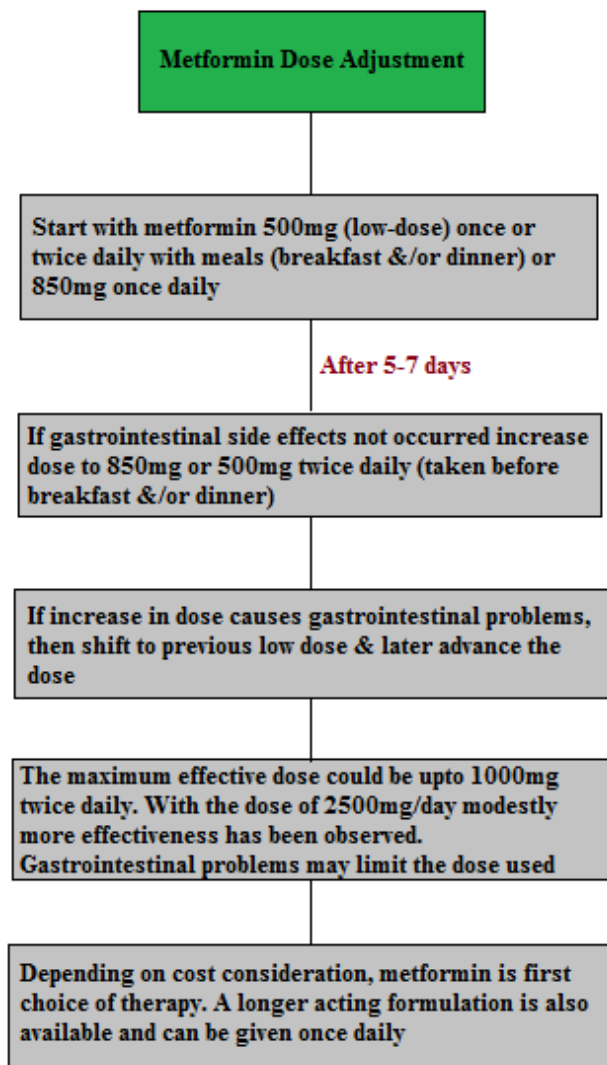 Metformin Dose Adjustment
Start with metformin 500mg (low-dose) once or
twice daily with meals (breakfast &/or dinner) or
850mg once daily
After 5-7 days
If gastrointestinal side effects not occurred increase
dose to 850mg or 500mg twice daily (taken before
breakfast &/or dinner)
If increase in dose causes gastrointestinal problems,
then shift to previous low dose & later advance the
dose
The maximum effective dose could be upto 1000mg
twice daily. With the dose of 2500mg/day modestly
more effectiveness has been observed.
Gastrointestinal problems may limit the dose used
Depending on cost consideration, metformin is first
choice of therapy. A longer acting formulation is also
available and can be given once daily